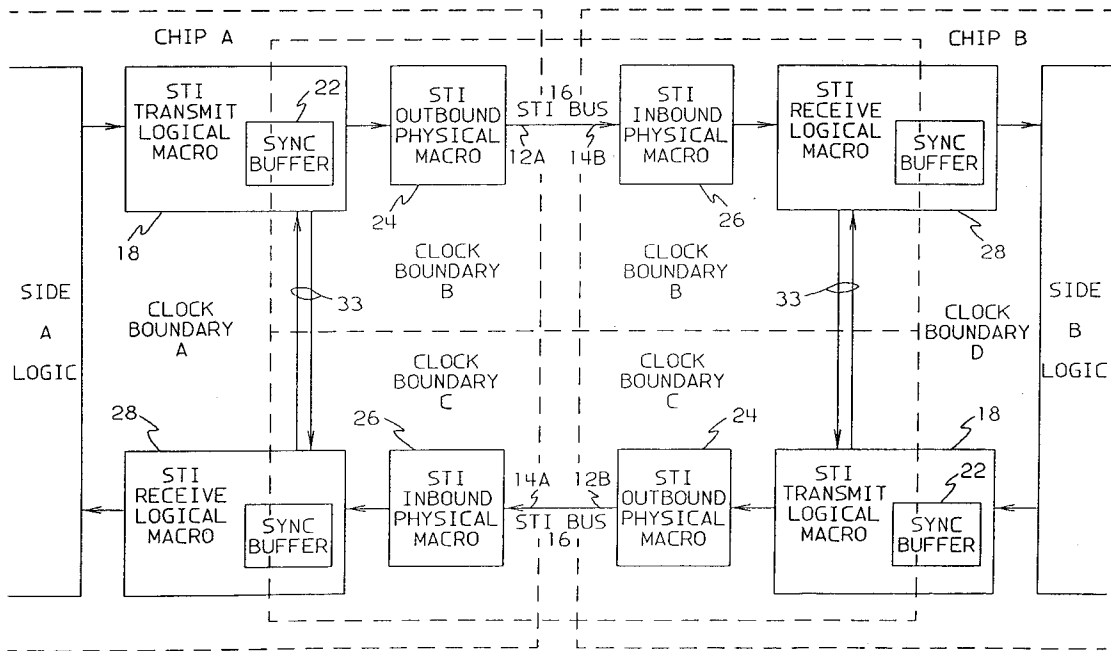 CHIP A
CHIP B
STI
TRANSMIT
LOGICAL
MACRO
22
SYNC
BUFFER
18
STI
OUTBOUND
PHYSICAL
MACRO
24
16
STI BUS
12A
14B
STI
INBOUND
PHYSICAL
MACRO
26
STI
RECEIVE
LOGICAL
MACRO
SYNC
BUFFER
28
SIDE
A
LOGIC
CLOCK
BOUNDARY
A
33
CLOCK
BOUNDARY
B
CLOCK
BOUNDARY
B
33
CLOCK
BOUNDARY
D
SIDE
B
LOGIC
CLOCK
BOUNDARY
C
CLOCK
BOUNDARY
C
28
STI
RECEIVE
LOGICAL
MACRO
SYNC
BUFFER
26
STI
INBOUND
PHYSICAL
MACRO
14A
12B
STI BUS
16
24
STI
OUTBOUND
PHYSICAL
MACRO
18
STI
TRANSMIT
LOGICAL
MACRO
22
SYNC
BUFFER